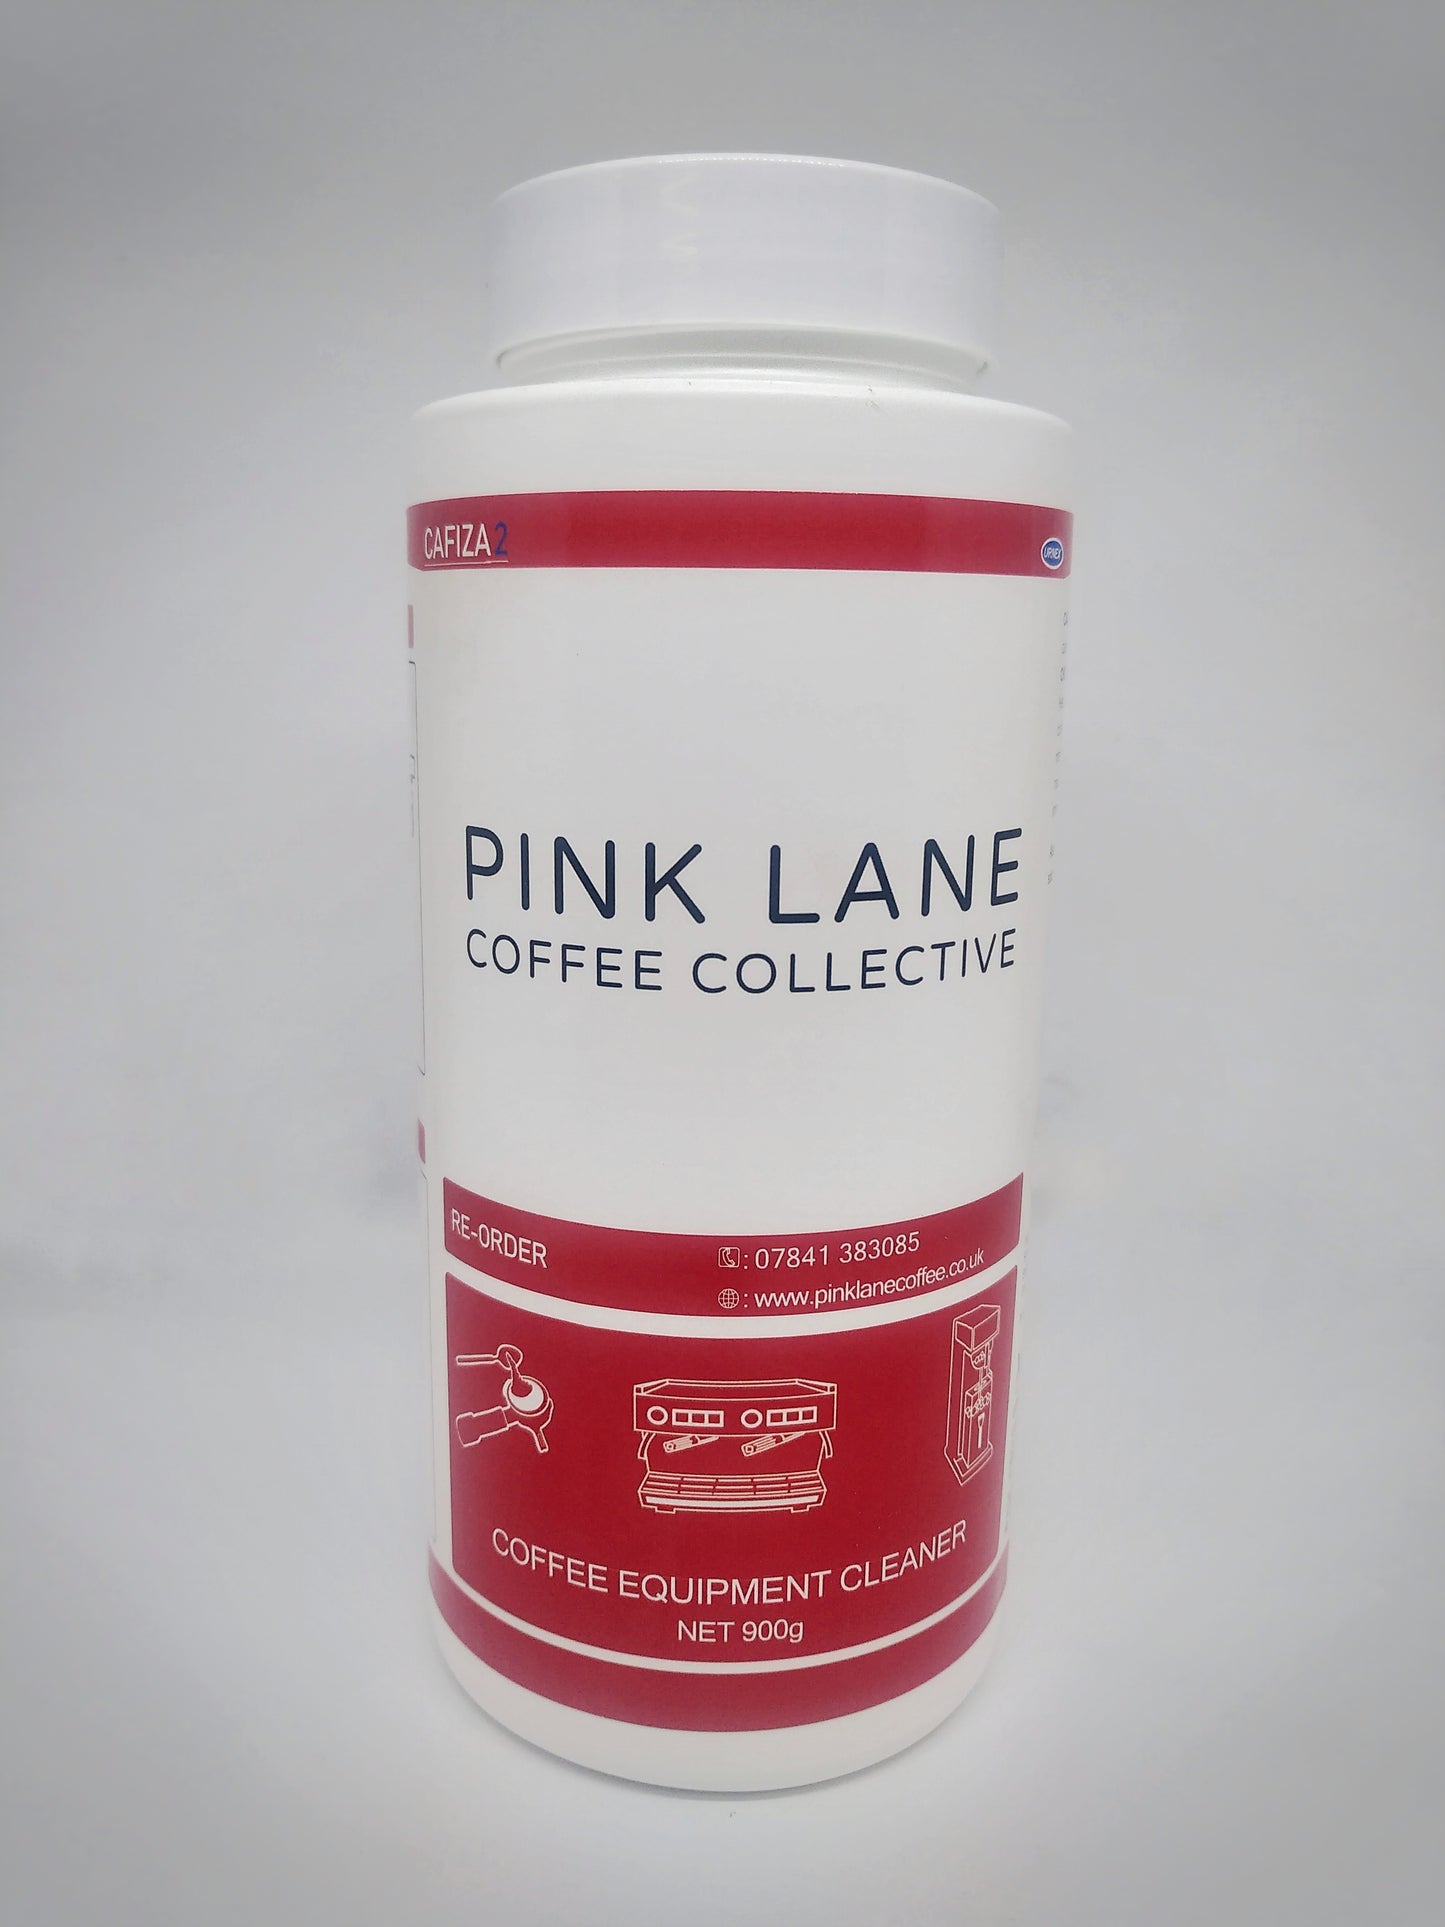 CAFIZA2
URNEX
PINK LANE
COFFEE COLLECTIVE
RE-ORDER
: 07841 383085
: www.pinklanecoffee.co.uk
COFFEE EQUIPMENT CLEANER
NET 900g